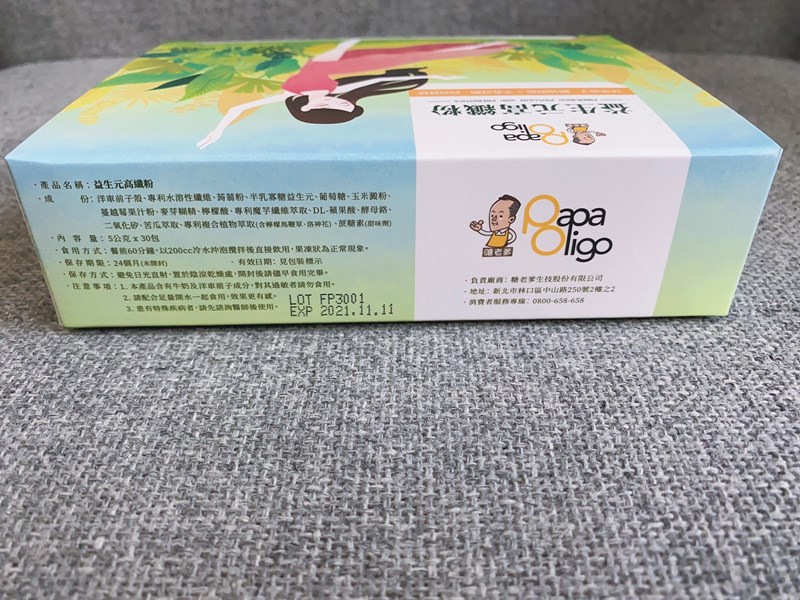 益生元高纖粉
Papa
Oligo
・產品名稱：益生元高纖粉
・成　份：洋車前子殼、專利水溶性纖維、蒟蒻粉、半乳寡糖益生元、葡萄糖、玉米澱粉、
蔓越莓果汁粉、麥芽糊精、檸檬酸、專利魔芋纖維萃取、DL-蘋果酸、酵母鉻、
二氧化矽、苦瓜萃取、專利複合植物萃取(含檸檬馬鞭草、洛神花)、蔗糖素(甜味劑)
・內 容 量：5公克 x 30包
・食用方式：餐前60分鐘，以200cc冷水沖泡攪拌後直接飲用，果凍狀為正常現象。
・保存期限：24個月(未開封)　・有效日期：見包裝標示
・保存方式：避免日光直射，置於陰涼乾燥處，開封後請儘早食用完畢。
・注意事項：1. 本產品含有牛奶及洋車前子成分，對其過敏者請勿食用。
2. 請配合足量開水一起食用，效果更有感。
3. 患有特殊疾病者，請先諮詢醫師後使用。
LOT FP3001
EXP 2021.11.11
Papa
Oligo
糖老爹
・負責廠商：糖老爹生技股份有限公司
・地址：新北市林口區中山路250號2樓之2
・消費者服務專線：0800-658-658